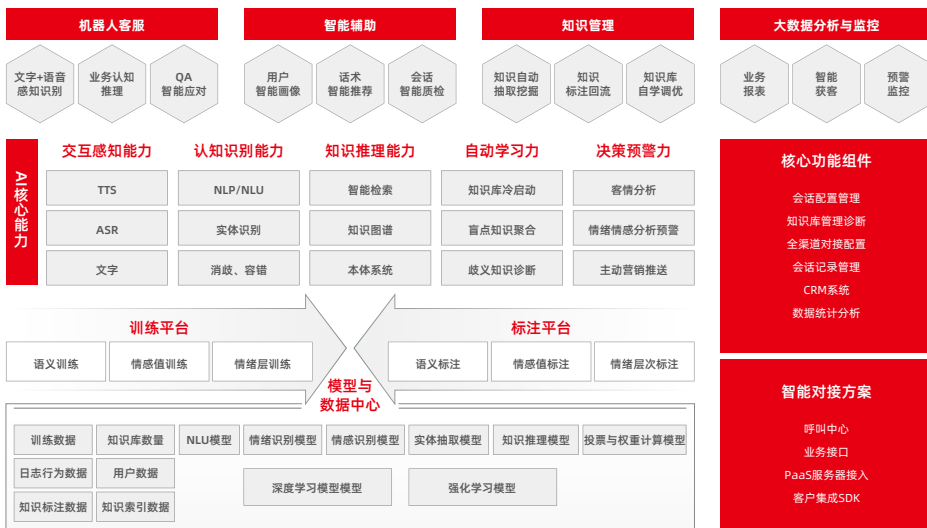 机器人客服
智能辅助
知识管理
大数据分析与监控
文字+语音
感知识别
业务认知
推理
QA
智能应对
用户
智能画像
话术
智能推荐
会话
智能质检
知识自动
抽取挖掘
知识
标注回流
知识库
自学调优
业务
报表
智能
获客
预警
监控
AI核心能力
交互感知能力
认知识别能力
知识推理能力
自动学习力
决策预警力
TTS
NLP/NLU
智能检索
知识库冷启动
客情分析
ASR
实体识别
知识图谱
盲点知识聚合
情绪情感分析预警
文字
消歧、容错
本体系统
歧义知识诊断
主动营销推送
核心功能组件
会话配置管理
知识库管理诊断
全渠道对接配置
会话记录管理
CRM系统
数据统计分析
训练平台
标注平台
语义训练
情感值训练
情绪层训练
语义标注
情感值标注
情绪层次标注
模型与
数据中心
训练数据
知识库数量
NLU模型
情绪识别模型
情感识别模型
实体抽取模型
知识推理模型
投票与权重计算模型
日志行为数据
用户数据
深度学习模型模型
强化学习模型
知识标注数据
知识索引数据
智能对接方案
呼叫中心
业务接口
PaaS服务器接入
客户集成SDK